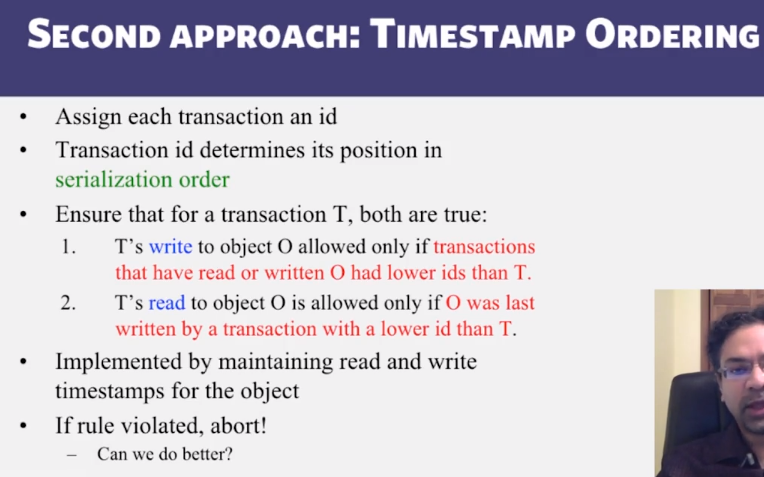 SECOND APPROACH: TIMESTAMP ORDERING
• Assign each transaction an id
• Transaction id determines its position in
serialization order
• Ensure that for a transaction T, both are true:
1. T's write to object O allowed only if transactions
that have read or written O had lower ids than T.
2. T's read to object O is allowed only if O was last
written by a transaction with a lower id than T.
• Implemented by maintaining read and write
timestamps for the object
• If rule violated, abort!
– Can we do better?